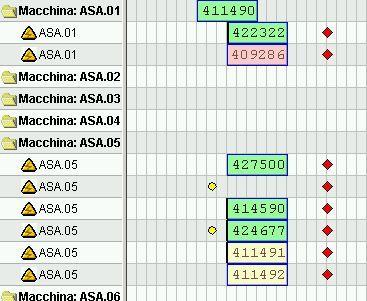 Macchina: ASA.01 411490
ASA.01 422322
ASA.01 409286
Macchina: ASA.02
Macchina: ASA.03
Macchina: ASA.04
Macchina: ASA.05
ASA.05 427500
ASA.05
ASA.05 414590
ASA.05 424677
ASA.05 411491
ASA.05 411492
Macchina: ASA.06